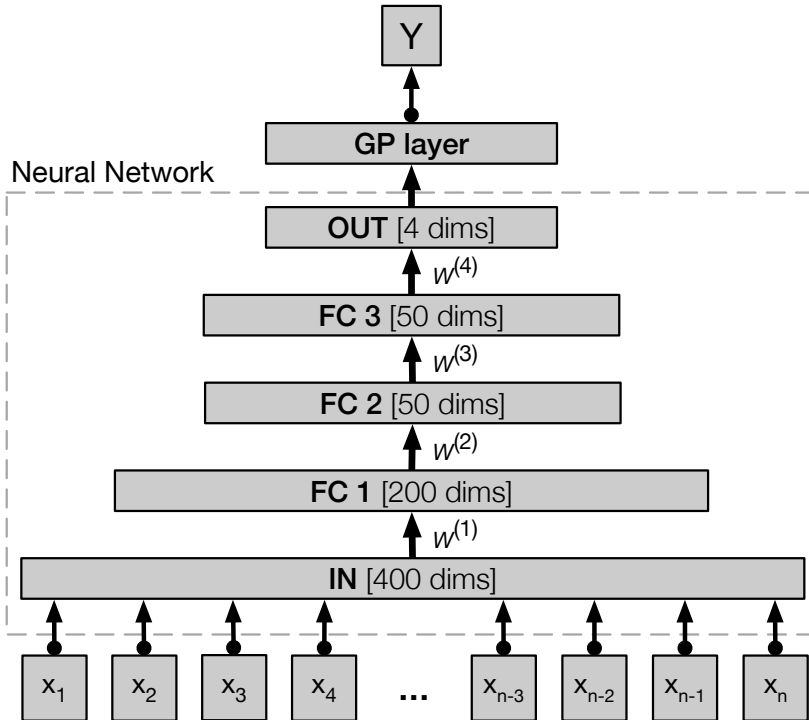 Y
GP layer
Neural Network
OUT [4 dims]
W(4)
FC 3 [50 dims]
W(3)
FC 2 [50 dims]
W(2)
FC 1 [200 dims]
W(1)
IN [400 dims]
x1 x2 x3 x4 ... xn-3 xn-2 xn-1 xn